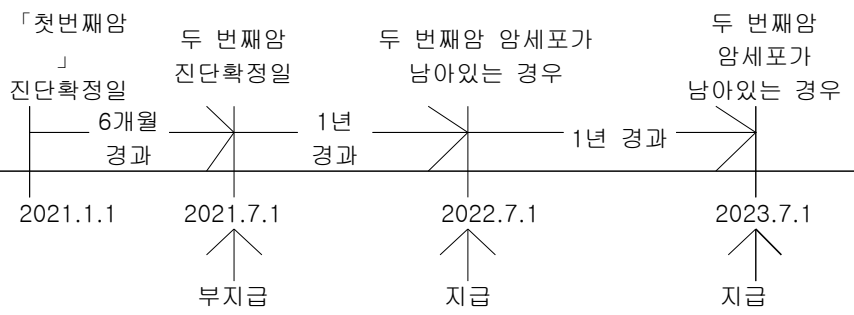 「첫번째암
」
진단확정일
두 번째암
진단확정일
두 번째암 암세포가
남아있는 경우
두 번째암
암세포가
남아있는 경우
6개월
경과
1년
경과
1년 경과
2021.1.1
2021.7.1
2022.7.1
2023.7.1
부지급
지급
지급